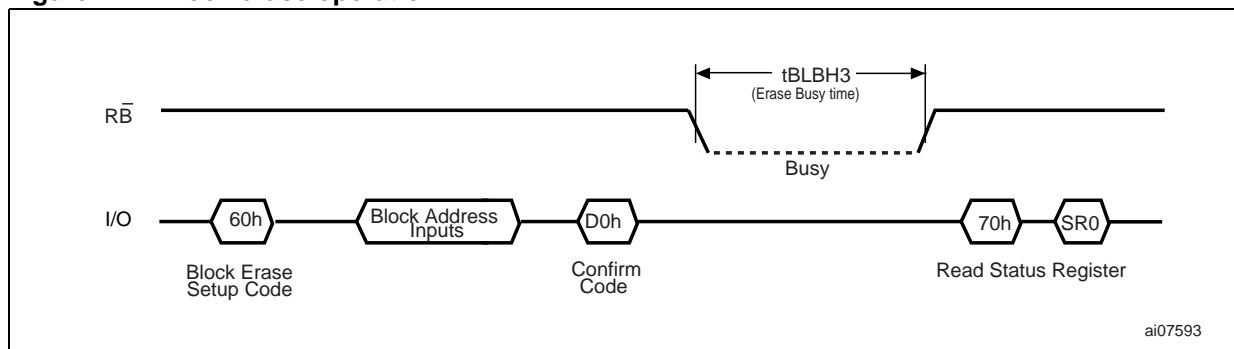 tBLBH3
(Erase Busy time)
RB̅
Busy
I/O
60h
Block Address
Inputs
D0h
70h
SR0
Block Erase
Setup Code
Confirm
Code
Read Status Register
ai07593